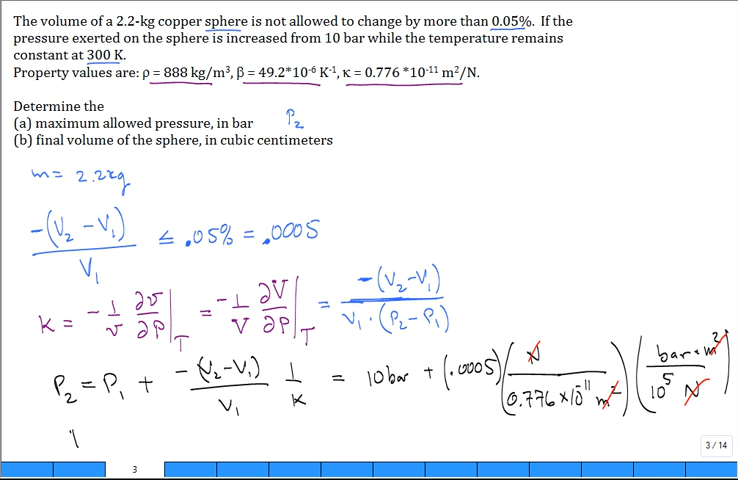 The volume of a 2.2-kg copper sphere is not allowed to change by more than 0.05%. If the
pressure exerted on the sphere is increased from 10 bar while the temperature remains
constant at 300 K.
Property values are: ρ = 888 kg/m³, β = 49.2*10⁻⁶ K⁻¹, κ = 0.776 *10⁻¹¹ m²/N.
Determine the
(a) maximum allowed pressure, in bar P₂
(b) final volume of the sphere, in cubic centimeters
m = 2.2kg
-(V₂ - V₁) / V₁ ≤ .05% = .0005
K = -1/v ∂v/∂P|_T = -1/V ∂V/∂P|_T = -(V₂-V₁) / V₁·(P₂-P₁)
P₂ = P₁ + -(V₂-V₁)/V₁ 1/K = 10 bar + (.0005) (N / 0.776 × 10⁻¹¹ m²) (bar · m² / 10⁵ N)
3 / 14
3